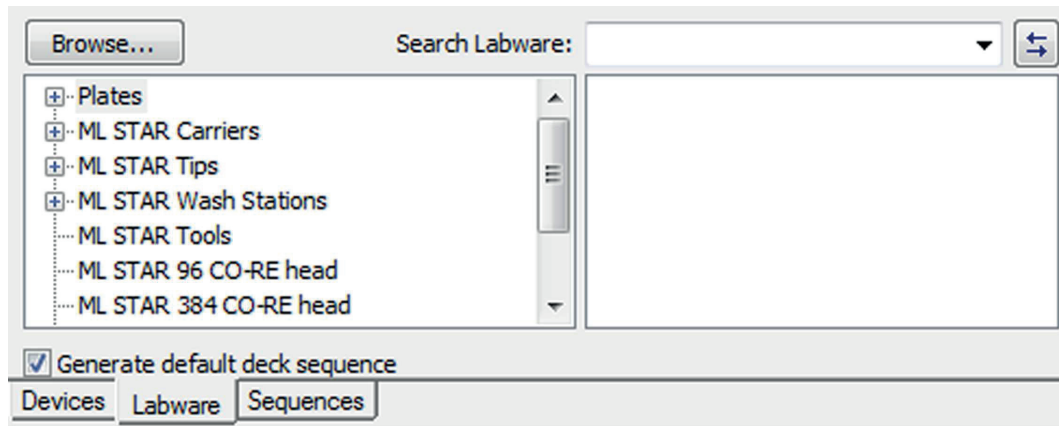 Browse... Search Labware:
Plates
ML STAR Carriers
ML STAR Tips
ML STAR Wash Stations
ML STAR Tools
ML STAR 96 CO-RE head
ML STAR 384 CO-RE head
Generate default deck sequence
Devices Labware Sequences